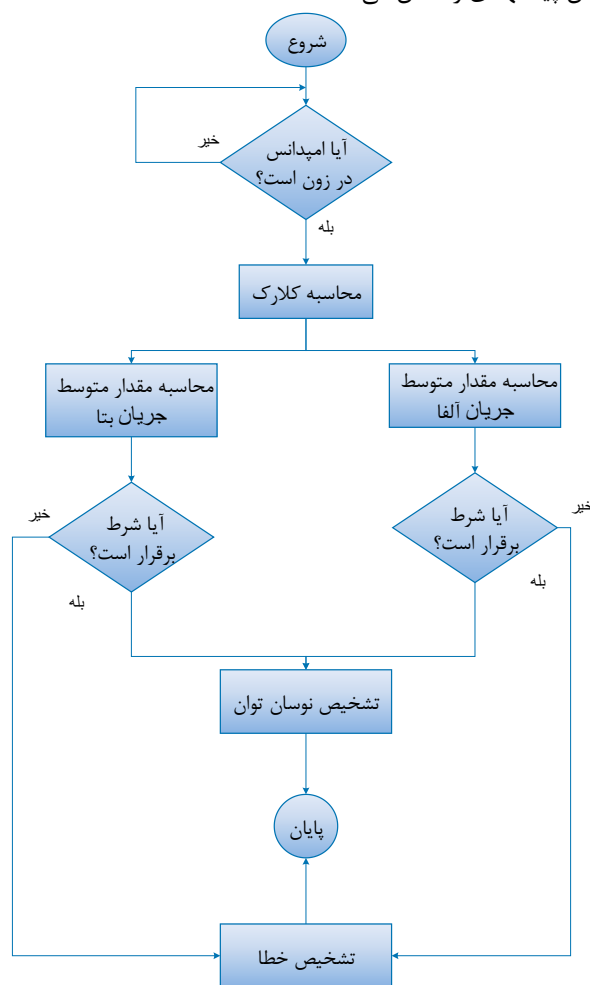 شروع
خیر
آیا امپدانس
در زون است؟
بله
محاسبه کلارک
محاسبه مقدار متوسط
جریان آلفا
محاسبه مقدار متوسط
جریان بتا
خیر
آیا شرط
برقرار است؟
بله
خیر
آیا شرط
برقرار است؟
بله
تشخیص نوسان توان
پایان
تشخیص خطا